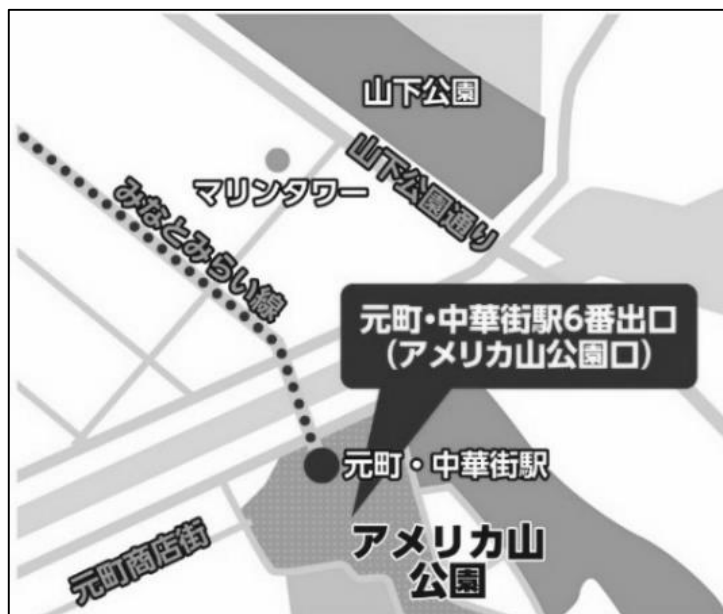 山下公園
山下公園通り
マリンタワー
みなとみらい線
元町・中華街駅6番出口
(アメリカ山公園口)
元町・中華街駅
アメリカ山
公園
元町商店街